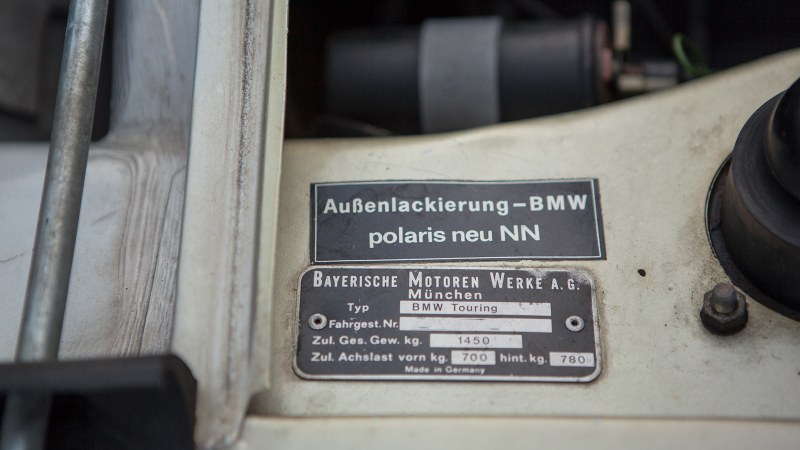 Außenlackierung-BMW
polaris neu NN
BAYERISCHE MOTOREN WERKE A.G.
München
Typ BMW Touring
Fahrgest. Nr.
Zul. Ges. Gew. kg. 1450
Zul. Achslast vorn kg. 700 hint. kg. 780
Made in Germany